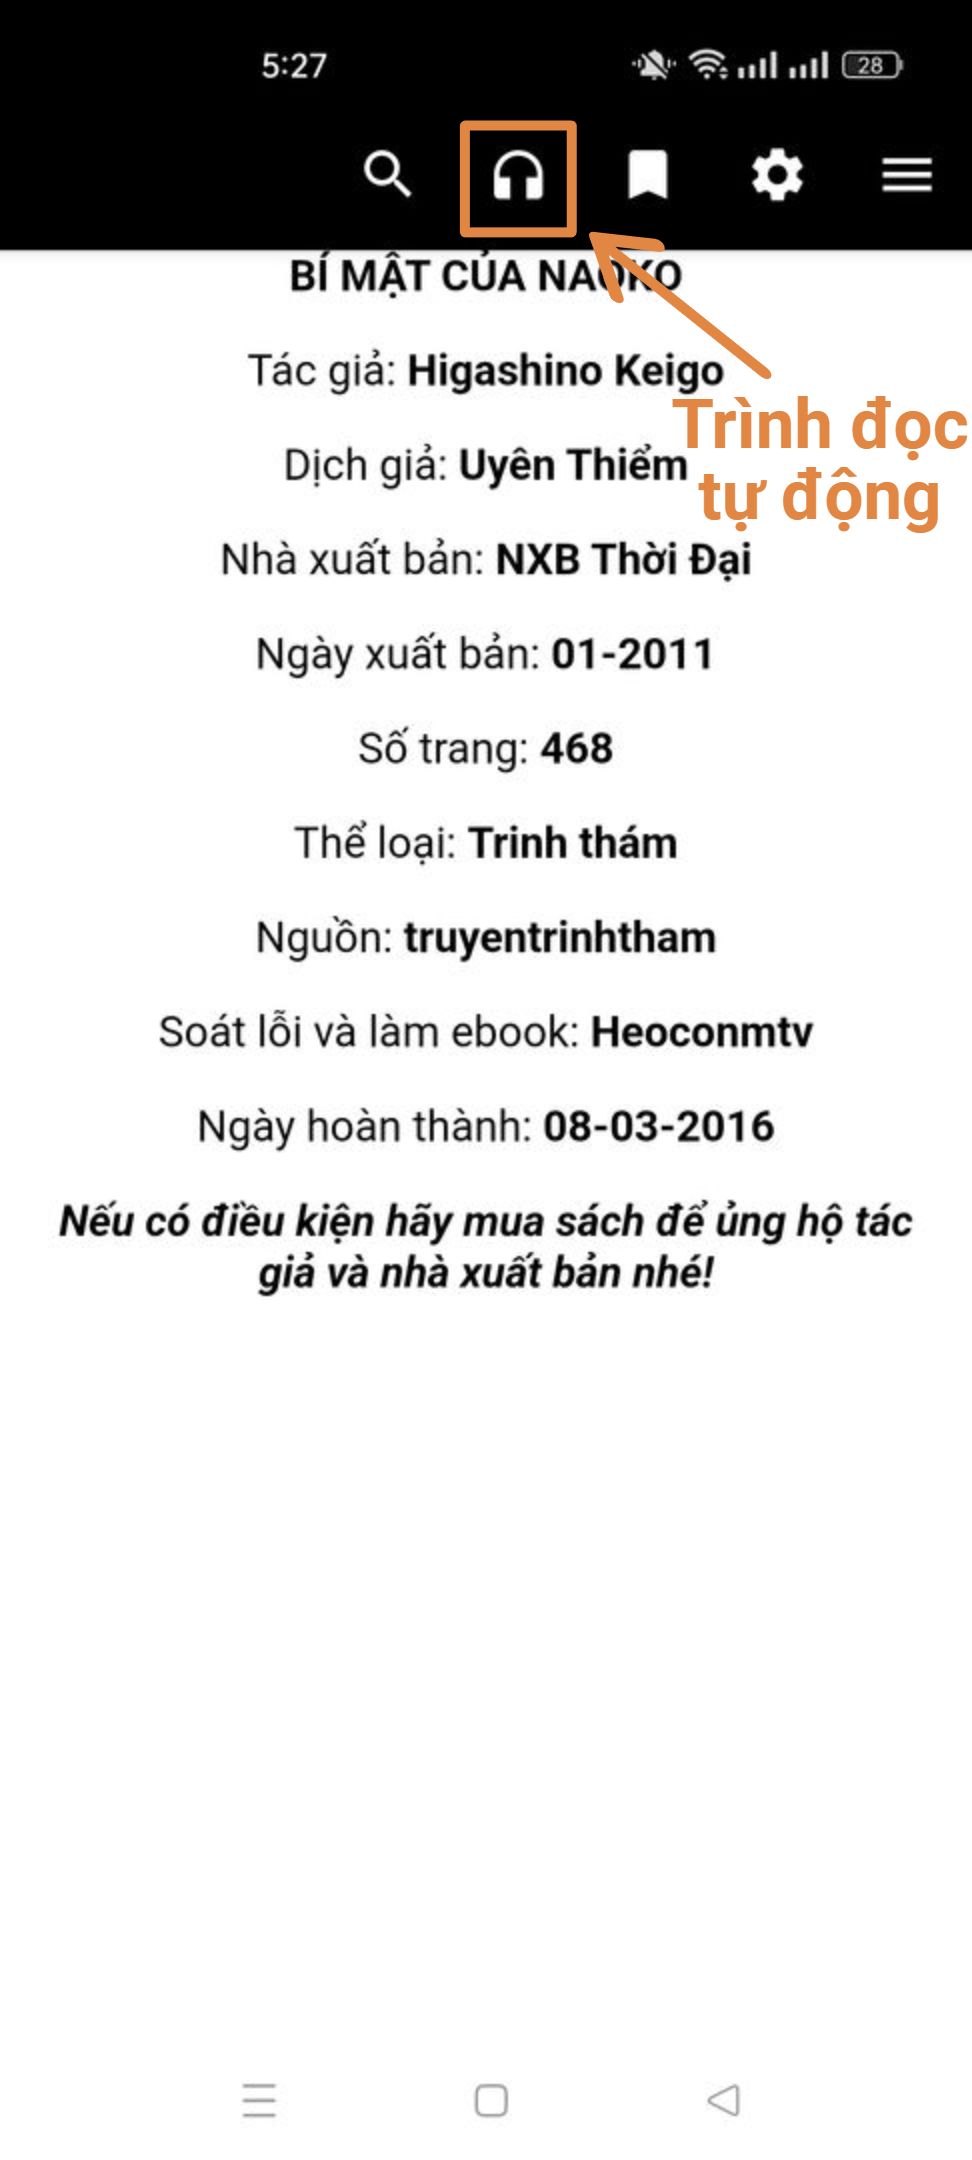 5:27
28
BÍ MẬT CỦA NAOKO
Tác giả: Higashino Keigo
Trình đọc
tự động
Dịch giả: Uyên Thiểm
Nhà xuất bản: NXB Thời Đại
Ngày xuất bản: 01-2011
Số trang: 468
Thể loại: Trinh thám
Nguồn: truyentrinhtham
Soát lỗi và làm ebook: Heoconmtv
Ngày hoàn thành: 08-03-2016
Nếu có điều kiện hãy mua sách để ủng hộ tác
giả và nhà xuất bản nhé!